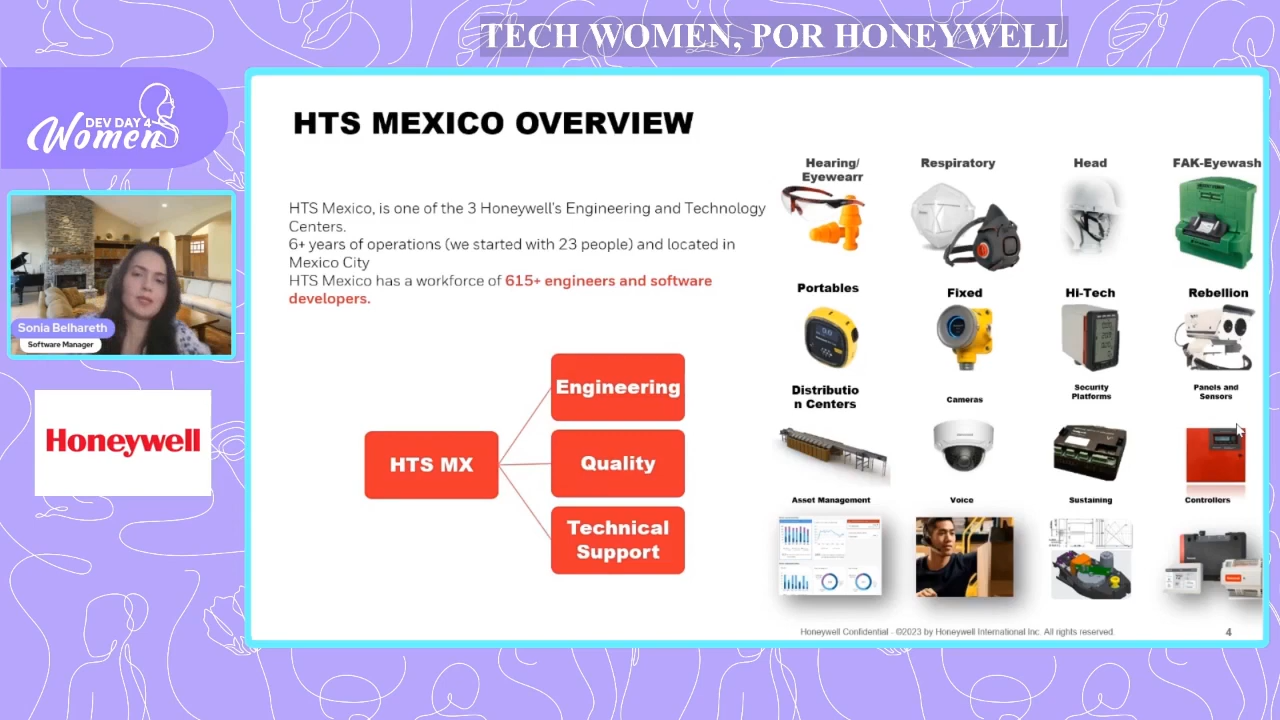 TECH WOMEN, POR HONEYWELL
DEV DAY 4
Women
Sonia Belhareth
Software Manager
Honeywell
HTS MEXICO OVERVIEW
HTS Mexico, is one of the 3 Honeywell's Engineering and Technology
Centers.
6+ years of operations (we started with 23 people) and located in
Mexico City
HTS Mexico has a workforce of 615+ engineers and software
developers.
HTS MX
Engineering
Quality
Technical
Support
Hearing/
Eyewearr
Respiratory
Head
FAK-Eyewash
Portables
Fixed
HI-Tech
Rebellion
Distributio
n Centers
Cameras
Security
Platforms
Panels and
Sensors
Asset Management
Voice
Sustaining
Controllers
Honeywell Confidential - ©2023 by Honeywell International Inc. All rights reserved.
4